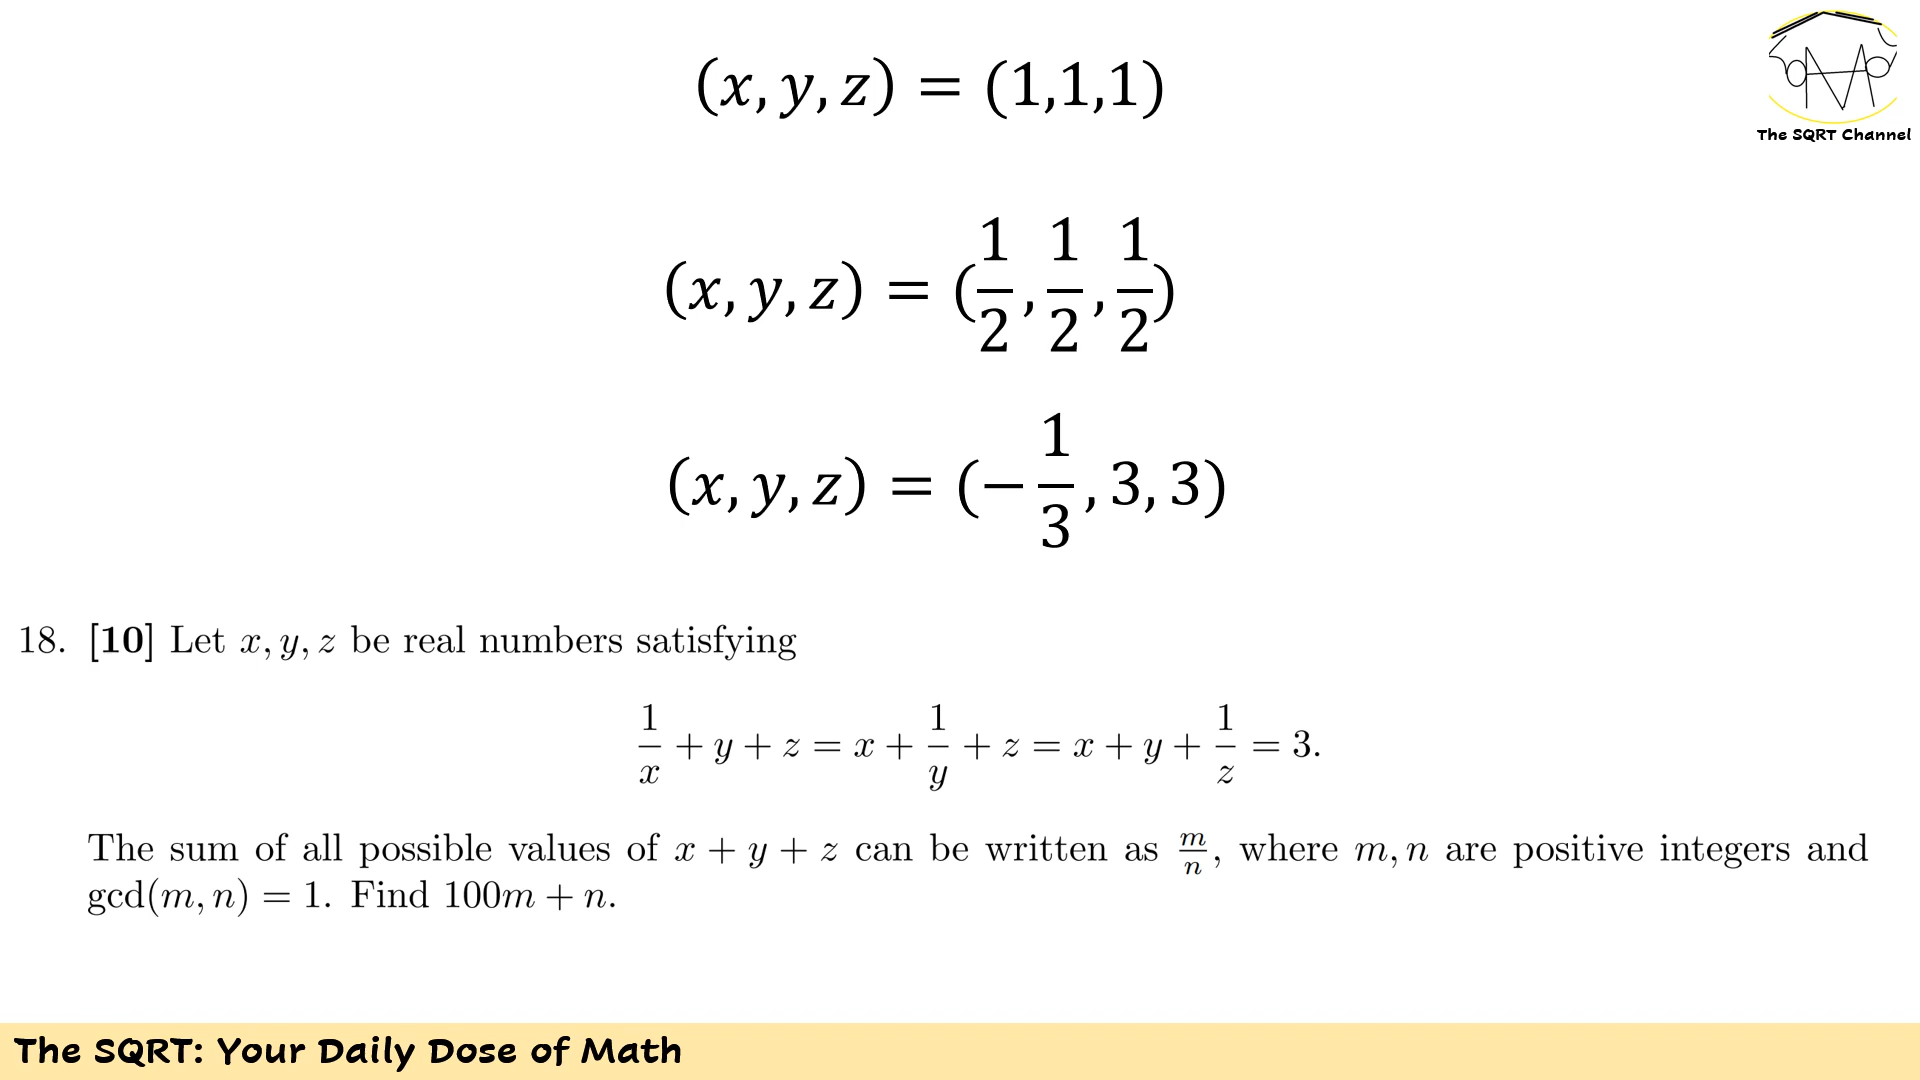 (x, y, z) = (1,1,1)
The SQRT Channel
(x, y, z) = (1/2, 1/2, 1/2)
(x, y, z) = (−1/3, 3, 3)
18. [10] Let x, y, z be real numbers satisfying
1/x + y + z = x + 1/y + z = x + y + 1/z = 3.
The sum of all possible values of x + y + z can be written as m/n, where m, n are positive integers and
gcd(m, n) = 1. Find 100m + n.
The SQRT: Your Daily Dose of Math